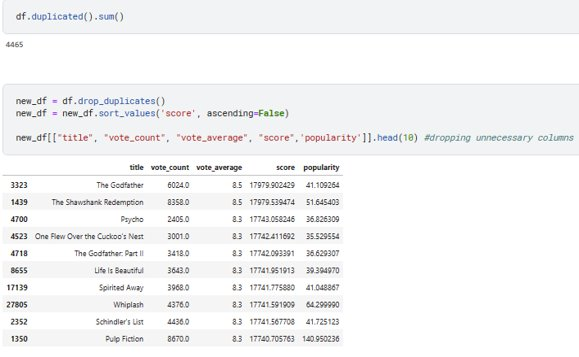 df.duplicated().sum()
4465
new_df = df.drop_duplicates()
new_df = new_df.sort_values('score', ascending=False)
new_df[["title", "vote_count", "vote_average", "score",'popularity']].head(10) #dropping unnecessary columns
title vote_count vote_average score popularity
3323 The Godfather 6024.0 8.5 17979.902429 41.109264
1439 The Shawshank Redemption 8358.0 8.5 17979.539474 51.645403
4700 Psycho 2405.0 8.3 17743.058246 36.826309
4523 One Flew Over the Cuckoo's Nest 3001.0 8.3 17742.411692 35.529554
4718 The Godfather: Part II 3418.0 8.3 17742.093391 36.629307
8655 Life Is Beautiful 3643.0 8.3 17741.951913 39.394970
17139 Spirited Away 3968.0 8.3 17741.775880 41.048867
27805 Whiplash 4376.0 8.3 17741.591909 64.299990
2352 Schindler's List 4436.0 8.3 17741.567708 41.725123
1350 Pulp Fiction 8670.0 8.3 17740.705763 140.950236